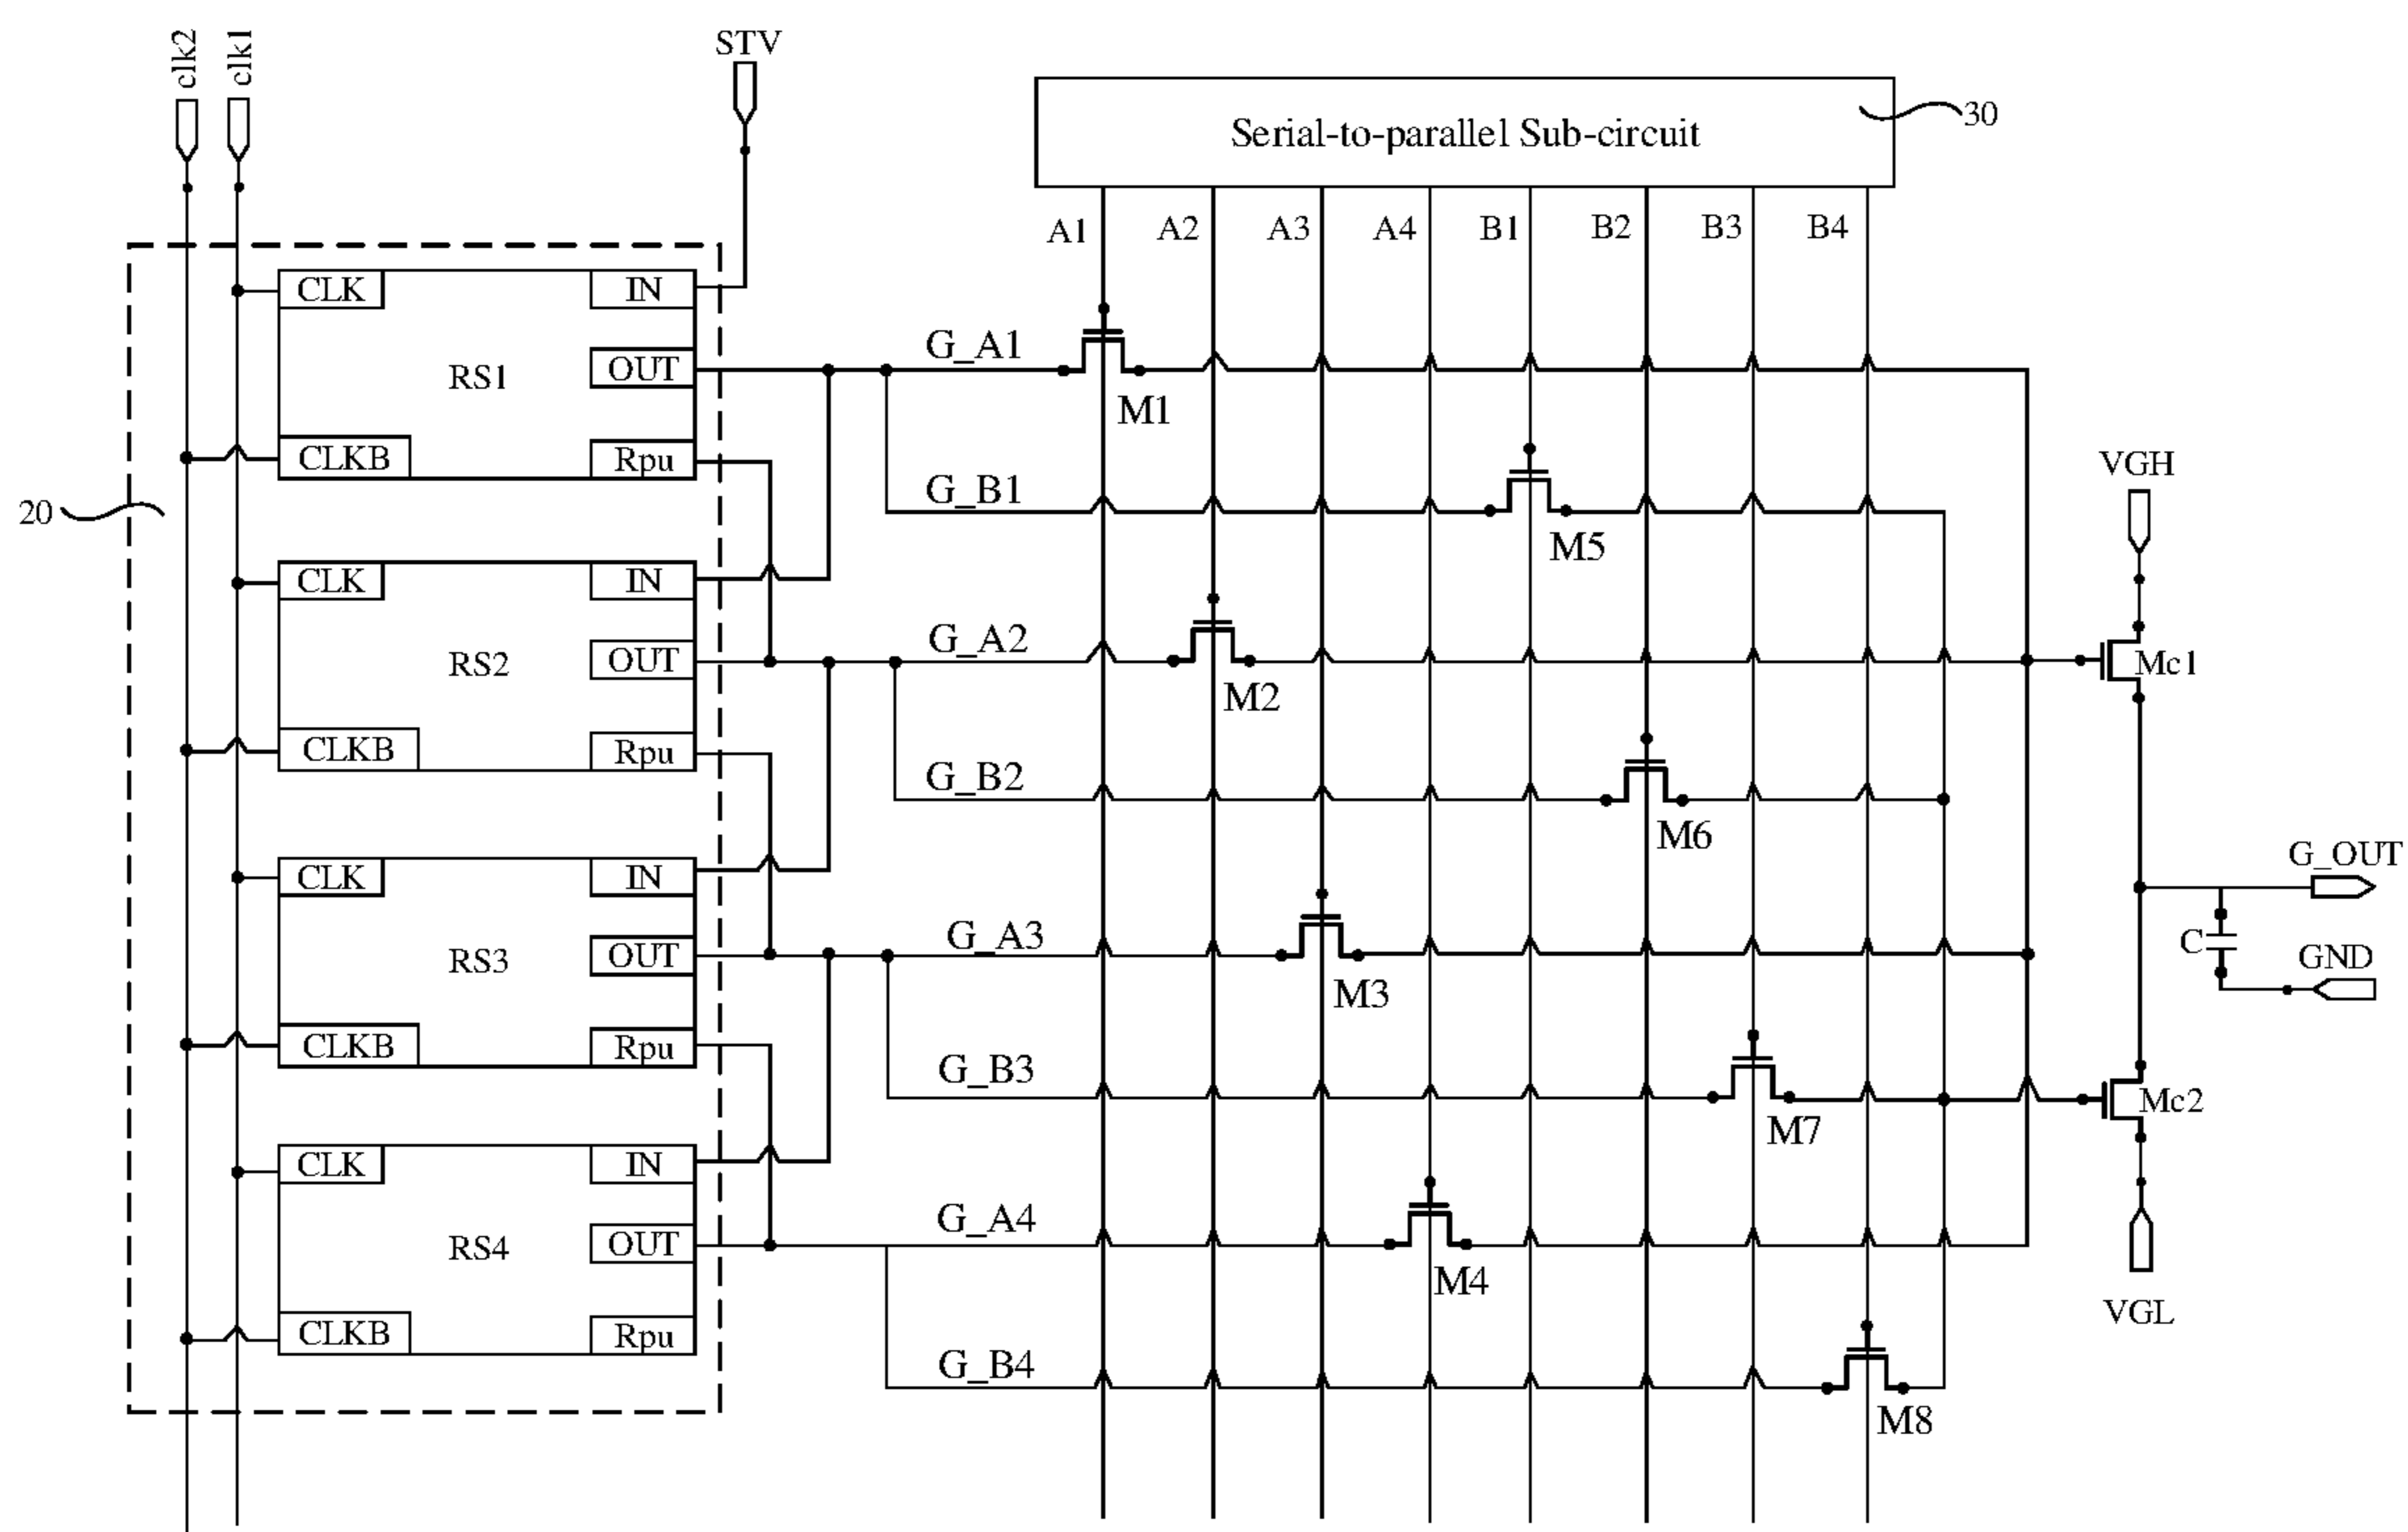 clk2
clk1
STV
Serial-to-parallel Sub-circuit
30
A1
A2
A3
A4
B1
B2
B3
B4
CLK
IN
RS1
OUT
CLKB
Rpu
G_A1
M1
G_B1
M5
VGH
20
CLK
IN
RS2
OUT
CLKB
Rpu
G_A2
M2
Mc1
G_B2
M6
CLK
IN
RS3
OUT
CLKB
Rpu
G_A3
M3
G_OUT
C
GND
G_B3
M7
Mc2
CLK
IN
RS4
OUT
CLKB
Rpu
G_A4
M4
VGL
G_B4
M8